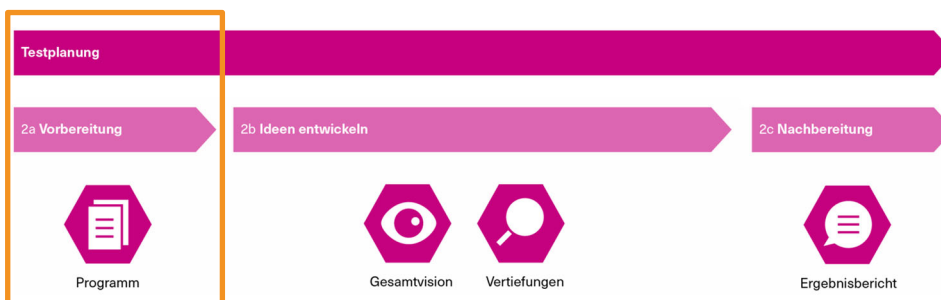 Testplanung
2a Vorbereitung
2b Ideen entwickeln
2c Nachbereitung
Programm
Gesamtvision
Vertiefungen
Ergebnisbericht